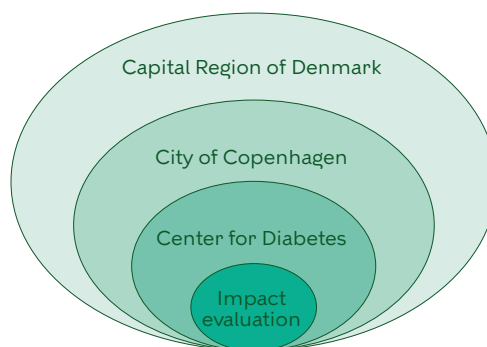 Capital Region of Denmark
City of Copenhagen
Center for Diabetes
Impact
evaluation